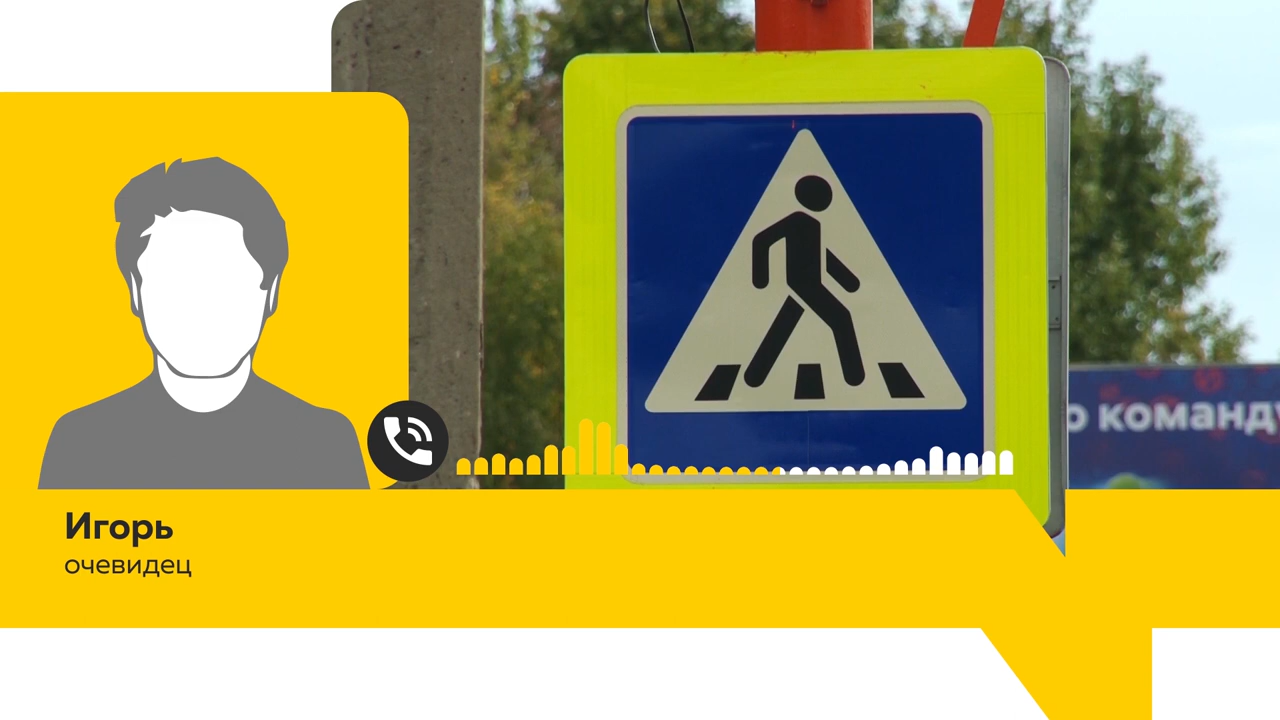 Игорь
очевидец
команду